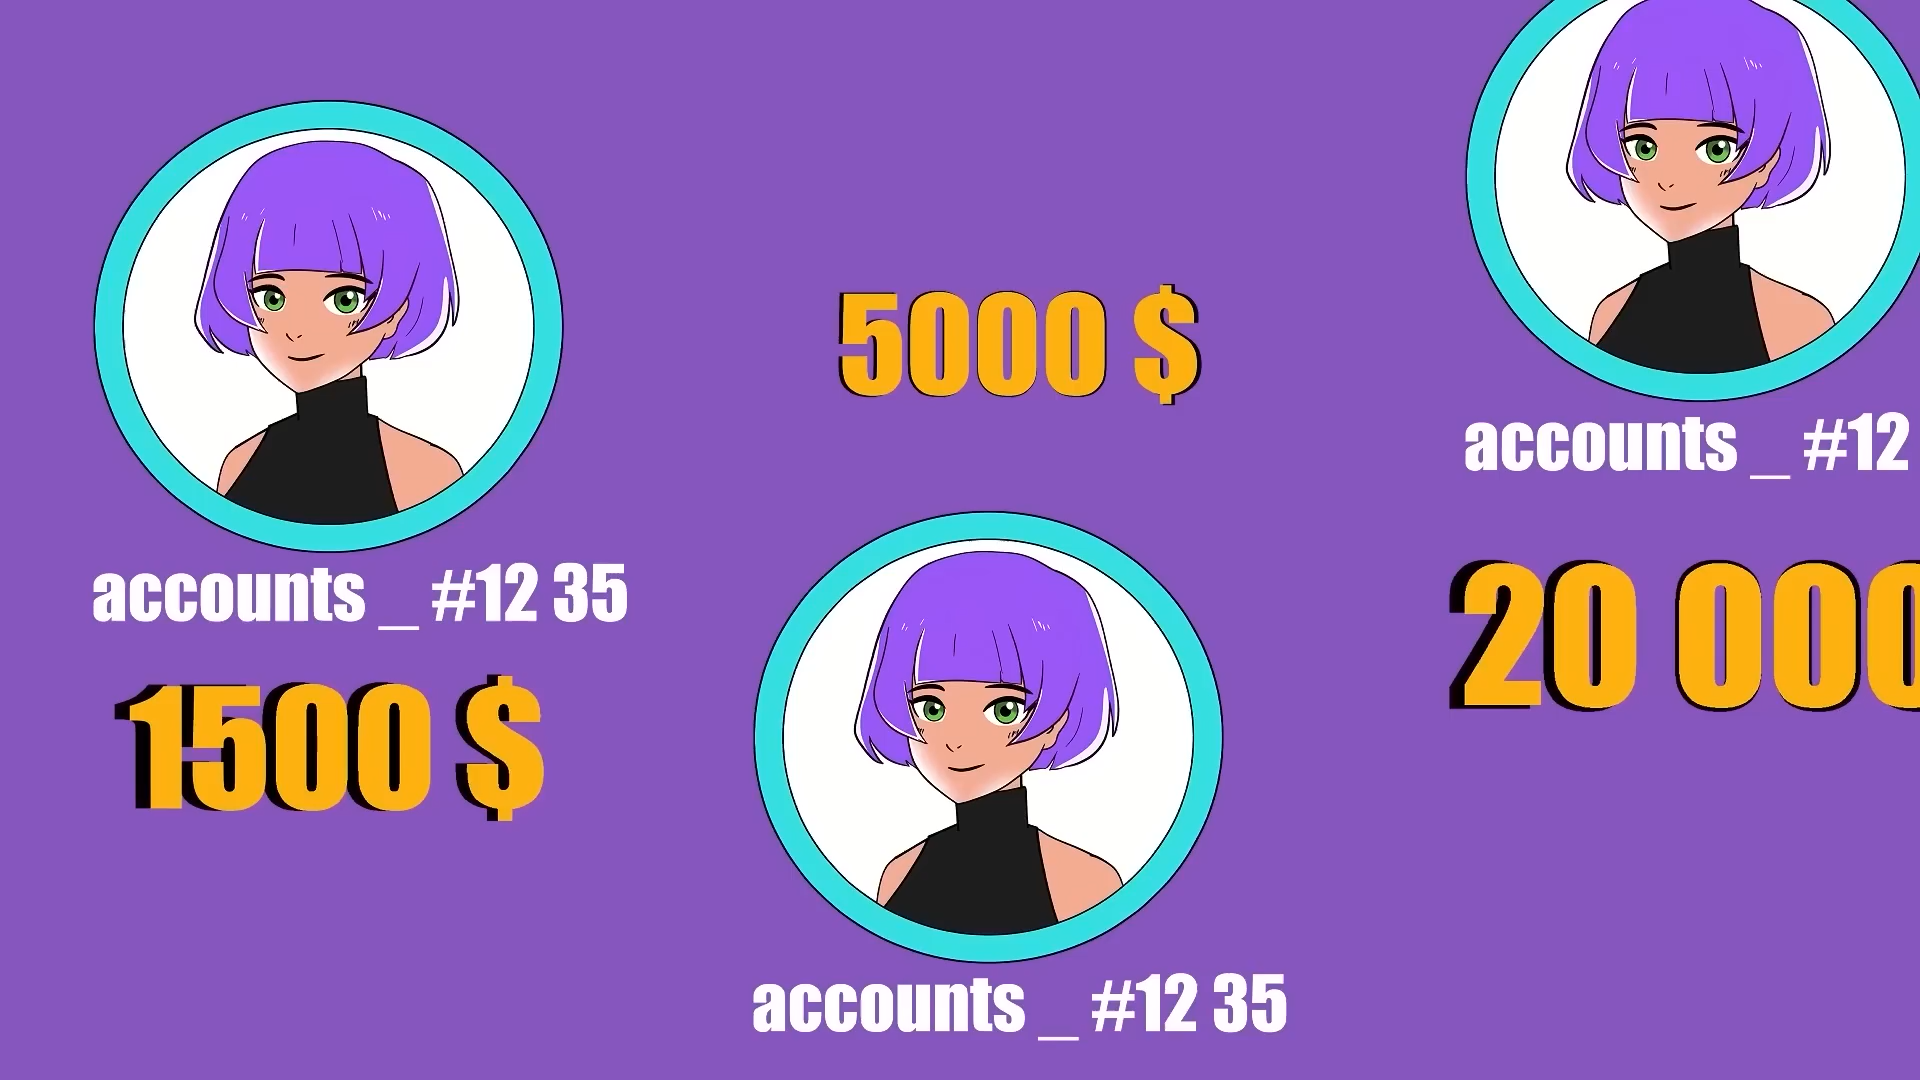 accounts _ #12 35
1500 $
5000 $
accounts _ #12 35
accounts _ #12
20 000